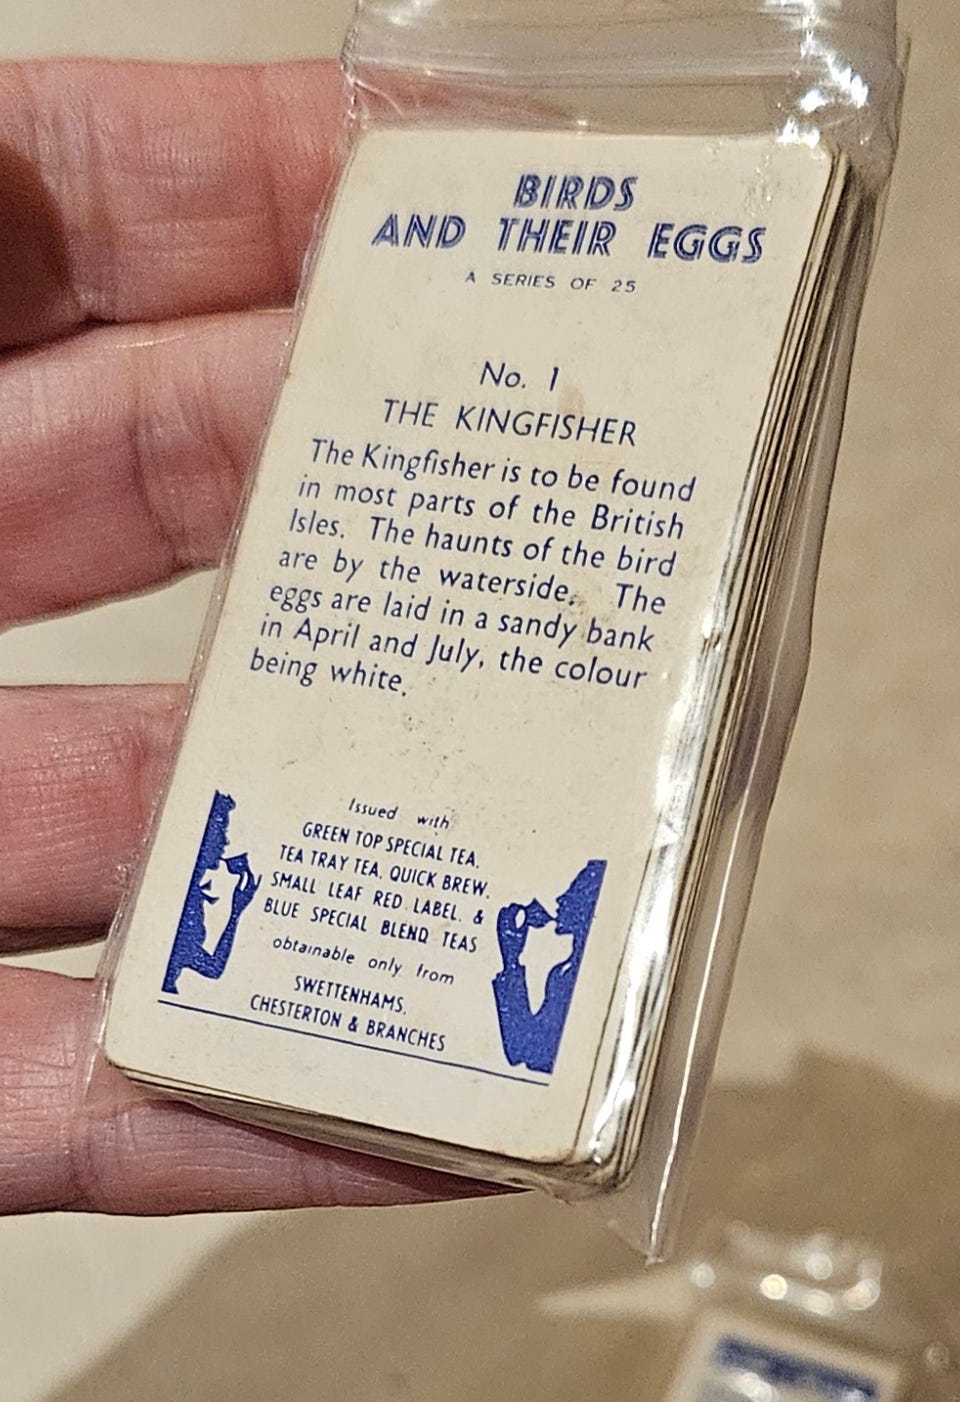 BIRDS
AND THEIR EGGS
A SERIES OF 25
No. 1
THE KINGFISHER
The Kingfisher is to be found
in most parts of the British
Isles. The haunts of the bird
are by the waterside. The
eggs are laid in a sandy bank
in April and July, the colour
being white.
Issued with
GREEN TOP SPECIAL TEA,
TEA TRAY TEA, QUICK BREW,
SMALL LEAF RED LABEL, &
BLUE SPECIAL BLEND TEAS
obtainable only from
SWETTENHAMS,
CHESTERTON & BRANCHES